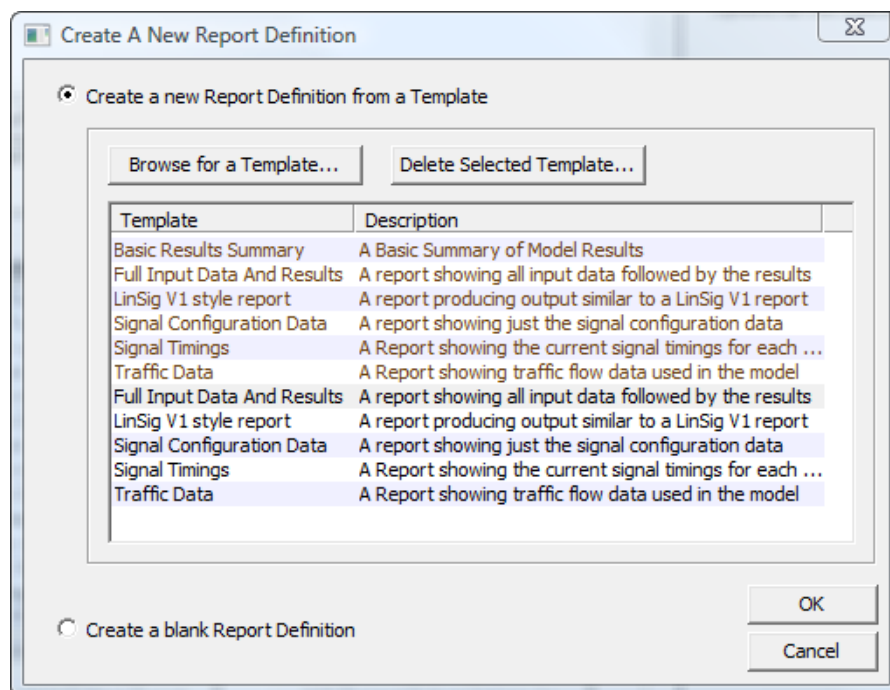 Create A New Report Definition
Create a new Report Definition from a Template
Browse for a Template... Delete Selected Template...
Template Description
Basic Results Summary A Basic Summary of Model Results
Full Input Data And Results A report showing all input data followed by the results
LinSig V1 style report A report producing output similar to a LinSig V1 report
Signal Configuration Data A report showing just the signal configuration data
Signal Timings A Report showing the current signal timings for each ...
Traffic Data A Report showing traffic flow data used in the model
Full Input Data And Results A report showing all input data followed by the results
LinSig V1 style report A report producing output similar to a LinSig V1 report
Signal Configuration Data A report showing just the signal configuration data
Signal Timings A Report showing the current signal timings for each ...
Traffic Data A Report showing traffic flow data used in the model
OK
Create a blank Report Definition
Cancel